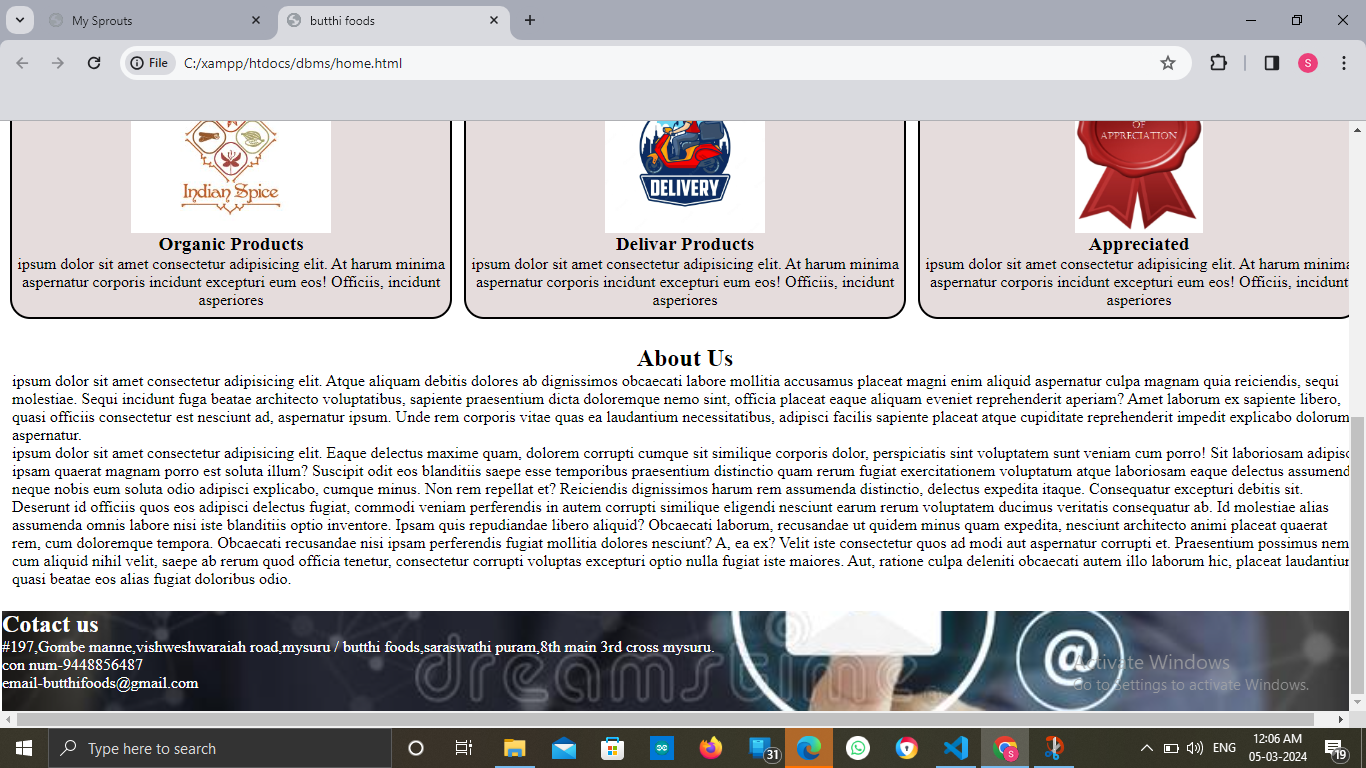 My Sprouts
butthi foods
File
C:/xampp/htdocs/dbms/home.html
S
Indian Spice
DELIVERY
OF
APPRECIATION
Organic Products
Delivar Products
Appreciated
ipsum dolor sit amet consectetur adipisicing elit. At harum minima
aspernatur corporis incidunt excepturi eum eos! Officiis, incidunt
asperiores
ipsum dolor sit amet consectetur adipisicing elit. At harum minima
aspernatur corporis incidunt excepturi eum eos! Officiis, incidunt
asperiores
ipsum dolor sit amet consectetur adipisicing elit. At harum minima
aspernatur corporis incidunt excepturi eum eos! Officiis, incidunt
asperiores
About Us
ipsum dolor sit amet consectetur adipisicing elit. Atque aliquam debitis dolores ab dignissimos obcaecati labore mollitia accusamus placeat magni enim aliquid aspernatur culpa magnam quia reiciendis, sequi
molestiae. Sequi incidunt fuga beatae architecto voluptatibus, sapiente praesentium dicta doloremque nemo sint, officia placeat eaque aliquam eveniet reprehenderit aperiam? Amet laborum ex sapiente libero,
quasi officiis consectetur est nesciunt ad, aspernatur ipsum. Unde rem corporis vitae quas ea laudantium necessitatibus, adipisci facilis sapiente placeat atque cupiditate reprehenderit impedit explicabo dolorum
aspernatur.
ipsum dolor sit amet consectetur adipisicing elit. Eaque delectus maxime quam, dolorem corrupti cumque sit similique corporis dolor, perspiciatis sint voluptatem sunt veniam cum porro! Sit laboriosam adipisc
ipsam quaerat magnam porro est soluta illum? Suscipit odit eos blanditiis saepe esse temporibus praesentium distinctio quam rerum fugiat exercitationem voluptatum atque laboriosam eaque delectus assumend
neque nobis eum soluta odio adipisci explicabo, cumque minus. Non rem repellat et? Reiciendis dignissimos harum rem assumenda distinctio, delectus expedita itaque. Consequatur excepturi debitis sit.
Deserunt id officiis quos eos adipisci delectus fugiat, commodi veniam perferendis in autem corrupti similique eligendi nesciunt earum rerum voluptatem ducimus veritatis consequatur ab. Id molestiae alias
assumenda omnis labore nisi iste blanditiis optio inventore. Ipsam quis repudiandae libero aliquid? Obcaecati laborum, recusandae ut quidem minus quam expedita, nesciunt architecto animi placeat quaerat
rem, cum doloremque tempora. Obcaecati recusandae nisi ipsam perferendis fugiat mollitia dolores nesciunt? A, ea ex? Velit iste consectetur quos ad modi aut aspernatur corrupti et. Praesentium possimus nem
cum aliquid nihil velit, saepe ab rerum quod officia tenetur, consectetur corrupti voluptas excepturi optio nulla fugiat iste maiores. Aut, ratione culpa deleniti obcaecati autem illo laborum hic, placeat laudantiur
quasi beatae eos alias fugiat doloribus odio.
Cotact us
#197,Gombe manne,vishweshwaraiah road,mysuru / butthi foods,saraswathi puram,8th main 3rd cross mysuru.
con num-9448856487
email-butthifoods@gmail.com
dreamstime
@
Activate Windows
Go to Settings to activate Windows.
Type here to search
31
S
ENG
12:06 AM
05-03-2024
19